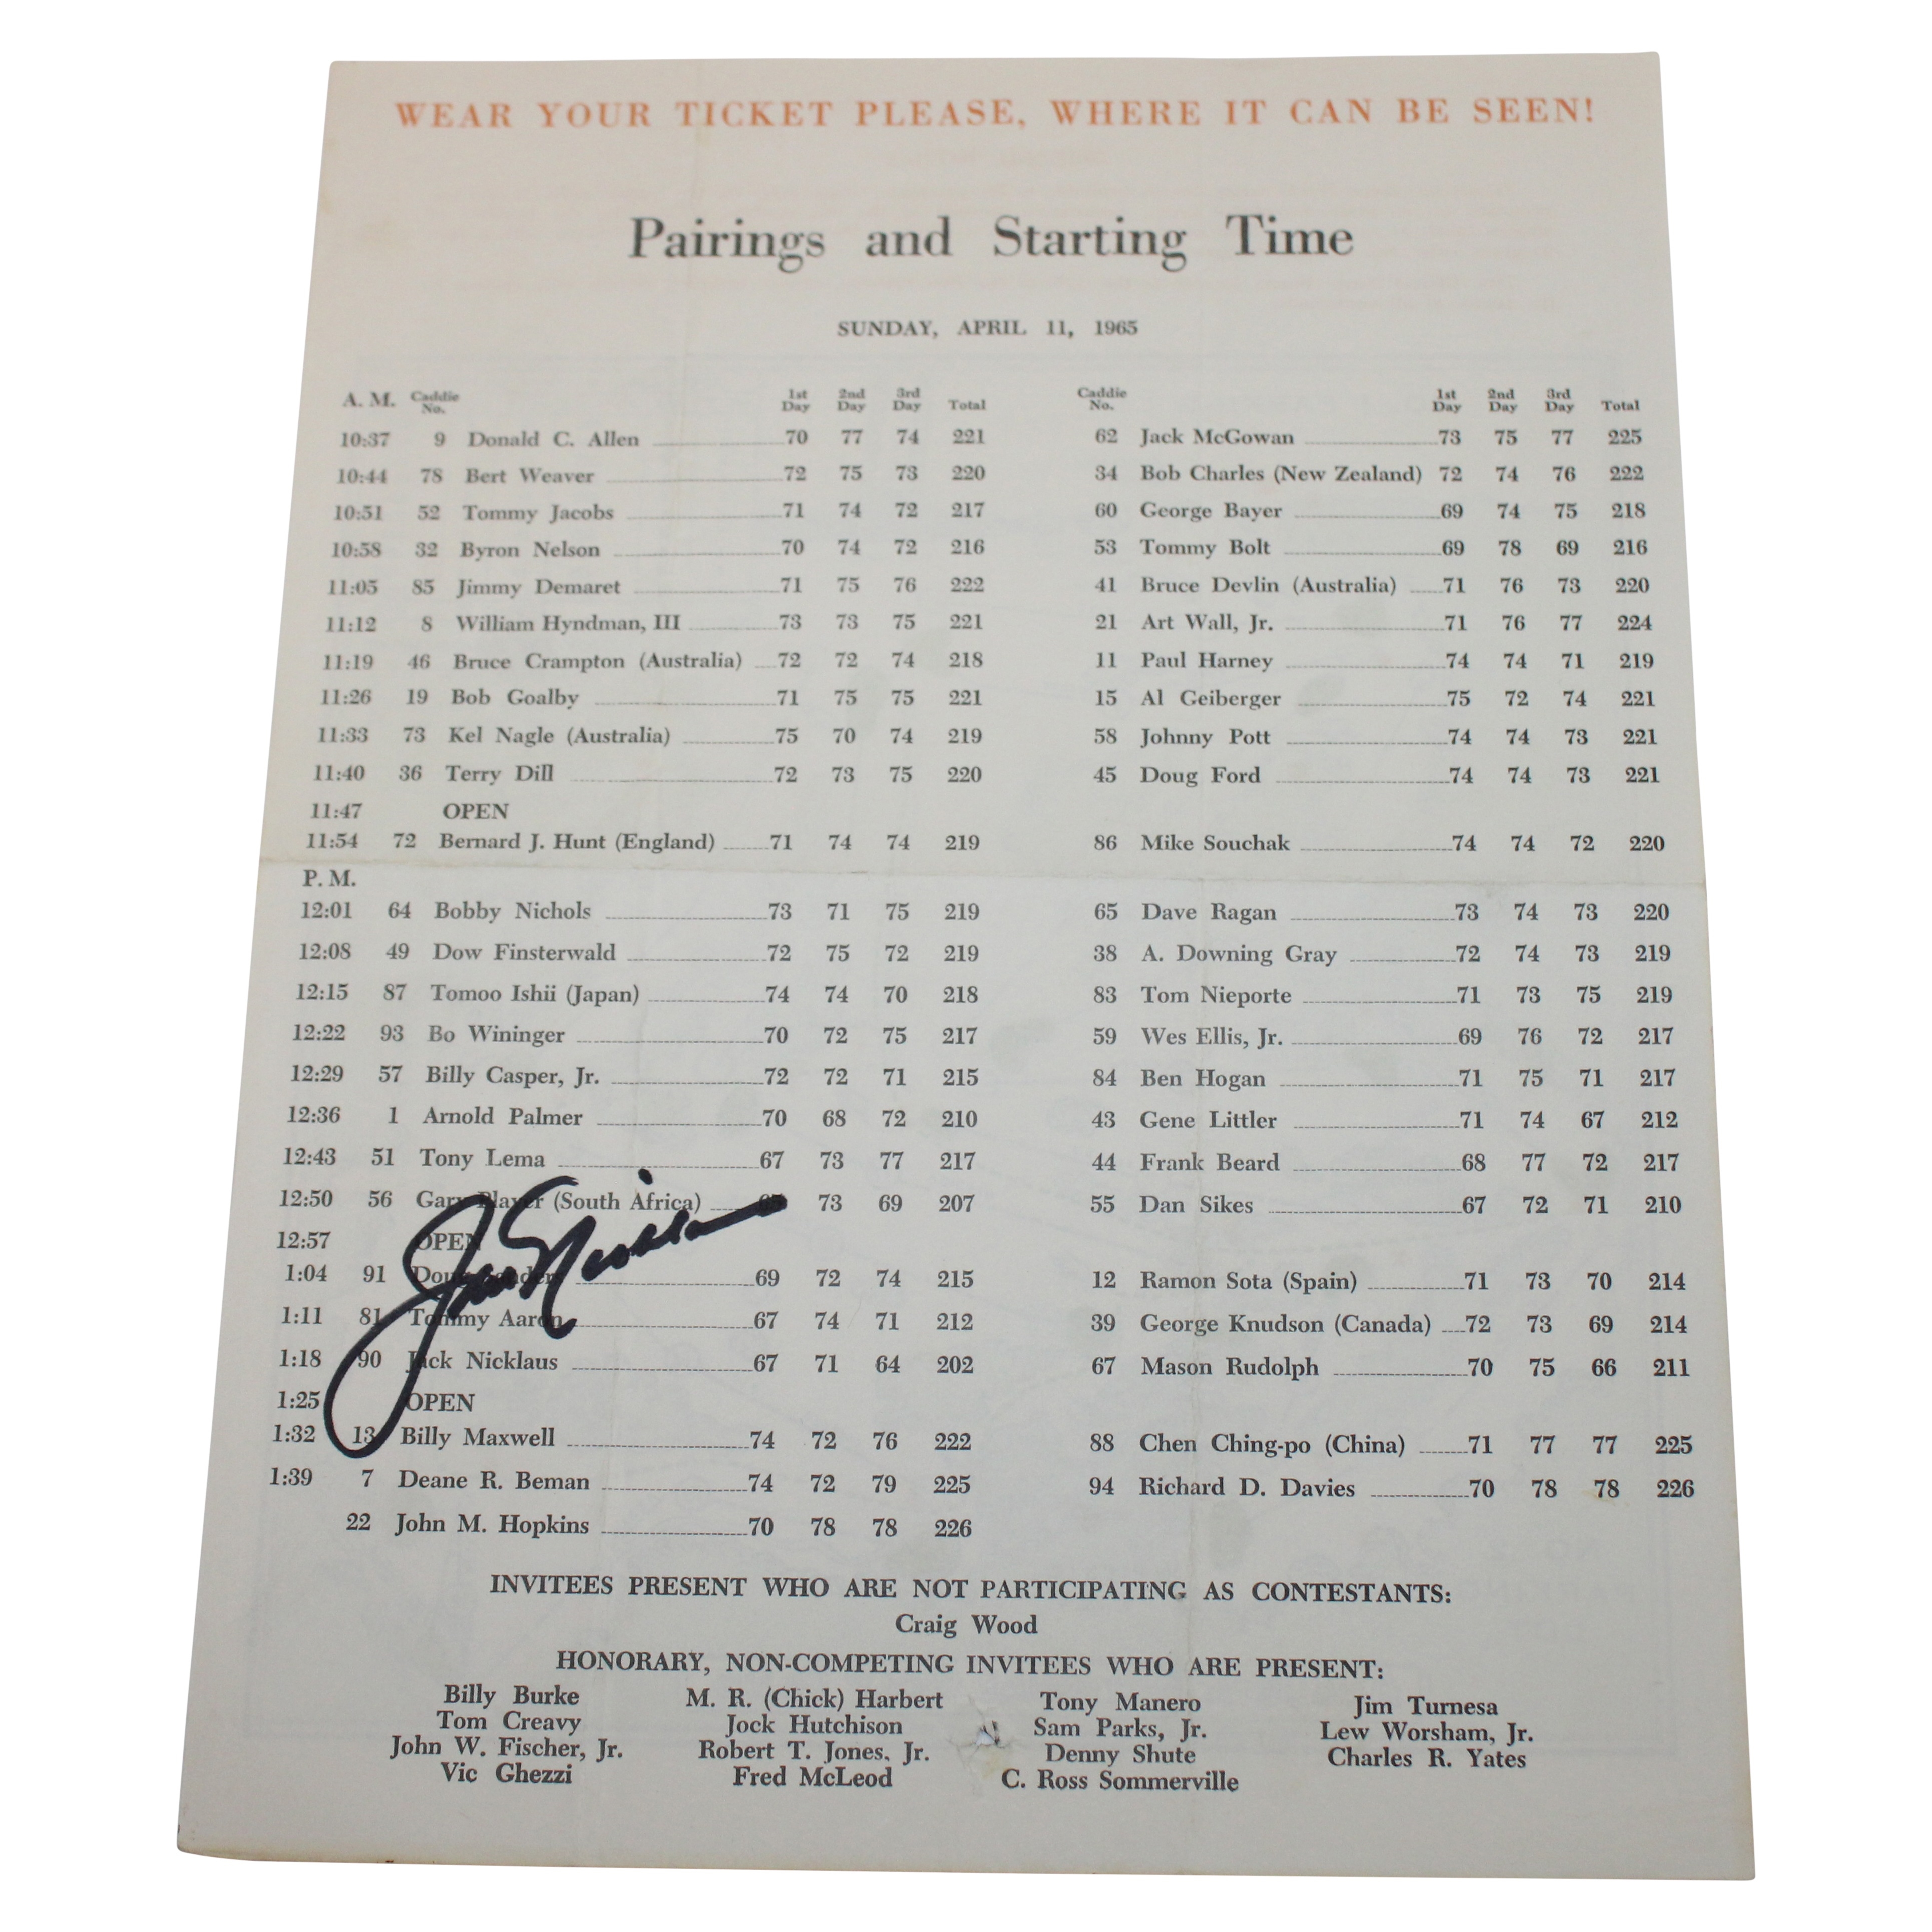 WEAR YOUR TICKET PLEASE, WHERE IT CAN BE SEEN!
Pairings and Starting Time
SUNDAY, APRIL 11, 1965
A. M. Caddie No. 1st Day 2nd Day 3rd Day Total Caddie No. 1st Day 2nd Day 3rd Day Total
10:37 9 Donald C. Allen 70 77 74 221 62 Jack McGowan 73 75 77 225
10:44 78 Bert Weaver 72 75 73 220 34 Bob Charles (New Zealand) 72 74 76 222
10:51 52 Tommy Jacobs 71 74 72 217 60 George Bayer 69 74 75 218
10:58 32 Byron Nelson 70 74 72 216 53 Tommy Bolt 69 78 69 216
11:05 85 Jimmy Demaret 71 75 76 222 41 Bruce Devlin (Australia) 71 76 73 220
11:12 8 William Hyndman, III 73 73 75 221 21 Art Wall, Jr. 71 76 77 224
11:19 46 Bruce Crampton (Australia) 72 72 74 218 11 Paul Harney 74 74 71 219
11:26 19 Bob Goalby 71 75 75 221 15 Al Geiberger 75 72 74 221
11:33 73 Kel Nagle (Australia) 75 70 74 219 58 Johnny Pott 74 74 73 221
11:40 36 Terry Dill 72 73 75 220 45 Doug Ford 74 74 73 221
11:47 OPEN
11:54 72 Bernard J. Hunt (England) 71 74 74 219 86 Mike Souchak 74 74 72 220
P. M.
12:01 64 Bobby Nichols 73 71 75 219 65 Dave Ragan 73 74 73 220
12:08 49 Dow Finsterwald 72 75 72 219 38 A. Downing Gray 72 74 73 219
12:15 87 Tomoo Ishii (Japan) 74 74 70 218 83 Tom Nieporte 71 73 75 219
12:22 93 Bo Wininger 70 72 75 217 59 Wes Ellis, Jr. 69 76 72 217
12:29 57 Billy Casper, Jr. 72 72 71 215 84 Ben Hogan 71 75 71 217
12:36 1 Arnold Palmer 70 68 72 210 43 Gene Littler 71 74 67 212
12:43 51 Tony Lema 67 73 77 217 44 Frank Beard 68 77 72 217
12:50 56 Gary Player (South Africa) 65 73 69 207 55 Dan Sikes 67 72 71 210
12:57 OPEN
Jack Nicklaus
1:04 91 Doug Sanders 69 72 74 215 12 Ramon Sota (Spain) 71 73 70 214
1:11 81 Tommy Aaron 67 74 71 212 39 George Knudson (Canada) 72 73 69 214
1:18 90 Jack Nicklaus 67 71 64 202 67 Mason Rudolph 70 75 66 211
1:25 OPEN
1:32 13 Billy Maxwell 74 72 76 222 88 Chen Ching-po (China) 71 77 77 225
1:39 7 Deane R. Beman 74 72 79 225 94 Richard D. Davies 70 78 78 226
22 John M. Hopkins 70 78 78 226
INVITEES PRESENT WHO ARE NOT PARTICIPATING AS CONTESTANTS:
Craig Wood
HONORARY, NON-COMPETING INVITEES WHO ARE PRESENT:
Billy Burke M. R. (Chick) Harbert Tony Manero Jim Turnesa
Tom Creavy Jock Hutchison Sam Parks, Jr. Lew Worsham, Jr.
John W. Fischer, Jr. Robert T. Jones, Jr. Denny Shute Charles R. Yates
Vic Ghezzi Fred McLeod C. Ross Sommerville